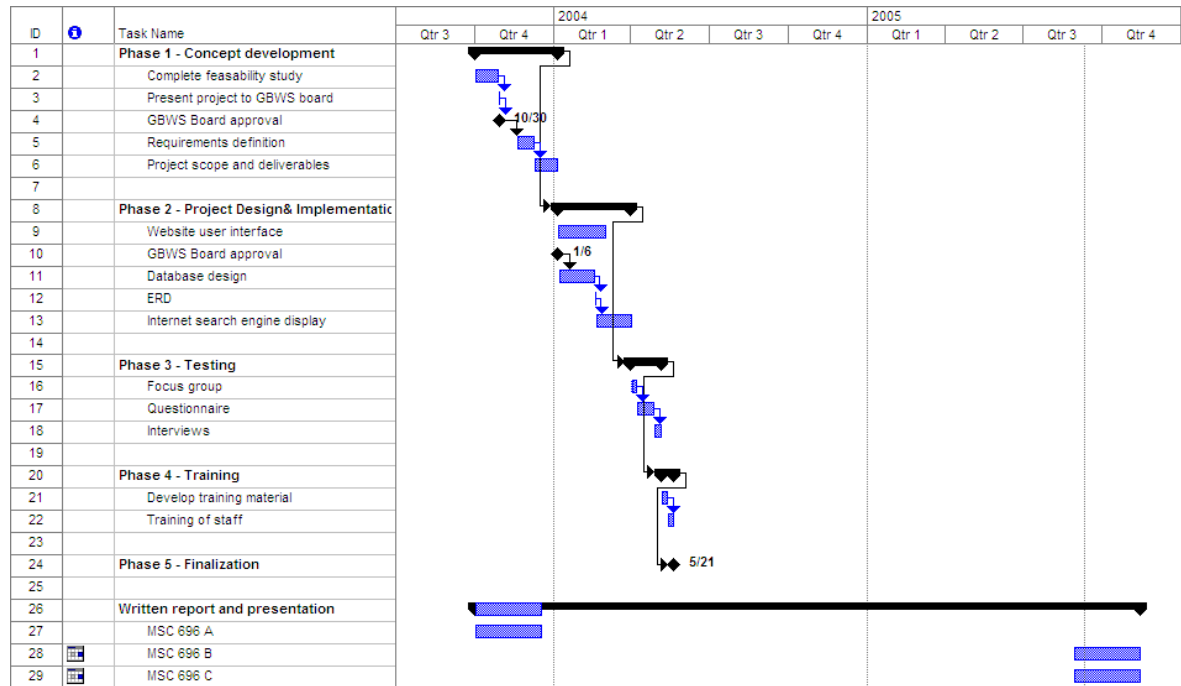 2004 2005
ID Task Name Qtr 3 Qtr 4 Qtr 1 Qtr 2 Qtr 3 Qtr 4 Qtr 1 Qtr 2 Qtr 3 Qtr 4
1 Phase 1 - Concept development
2 Complete feasability study
3 Present project to GBWS board
4 GBWS Board approval 10/30
5 Requirements definition
6 Project scope and deliverables
7
8 Phase 2 - Project Design& Implementatic
9 Website user interface
10 GBWS Board approval 1/6
11 Database design
12 ERD
13 Internet search engine display
14
15 Phase 3 - Testing
16 Focus group
17 Questionnaire
18 Interviews
19
20 Phase 4 - Training
21 Develop training material
22 Training of staff
23
24 Phase 5 - Finalization 5/21
25
26 Written report and presentation
27 MSC 696 A
28 MSC 696 B
29 MSC 696 C